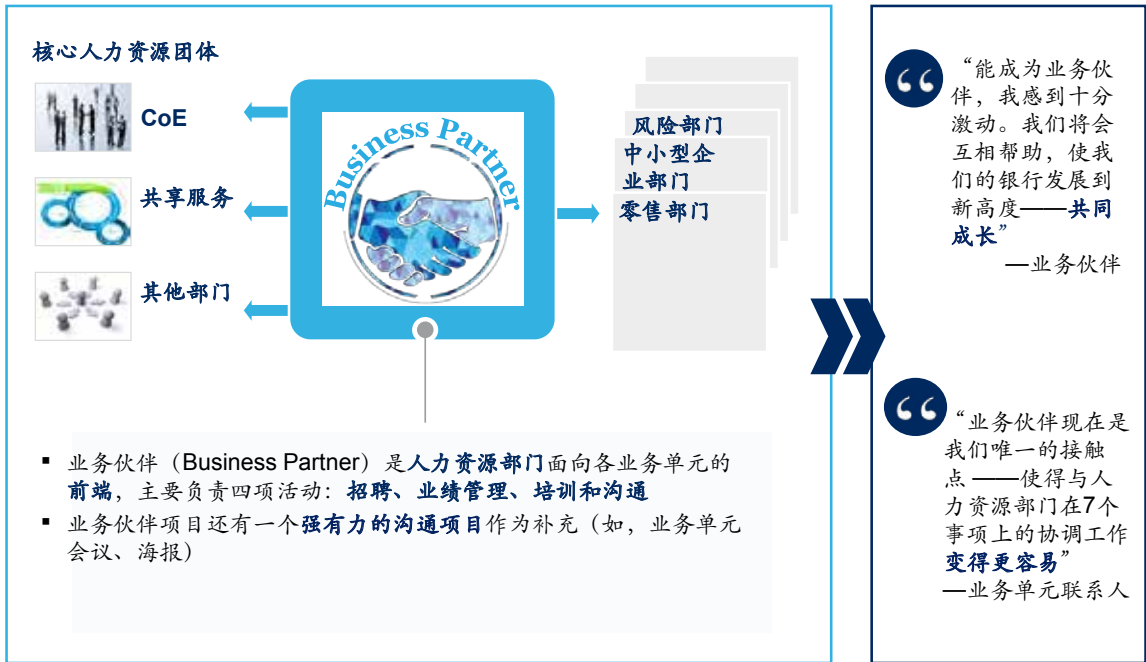 核心人力资源团体
CoE
共享服务
其他部门
Business Partner
风险部门
中小型企
业部门
零售部门
▪ 业务伙伴（Business Partner）是人力资源部门面向各业务单元的
前端，主要负责四项活动：招聘、业绩管理、培训和沟通
▪ 业务伙伴项目还有一个强有力的沟通项目作为补充（如，业务单元
会议、海报）
“能成为业务伙
伴，我感到十分
激动。我们将会
互相帮助，使我
们的银行发展到
新高度——共同
成长”
—业务伙伴
“业务伙伴现在是
我们唯一的接触
点 ——使得与人
力资源部门在7个
事项上的协调工作
变得更容易”
—业务单元联系人